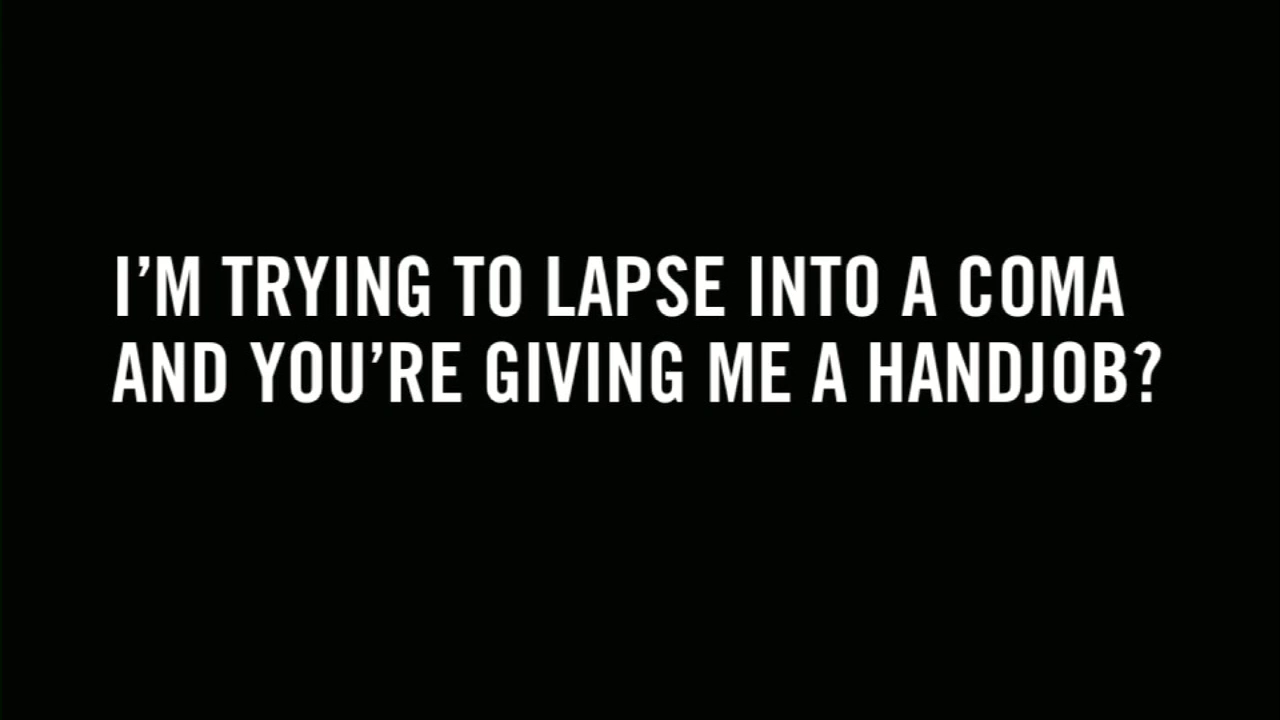 I’M TRYING TO LAPSE INTO A COMA
AND YOU’RE GIVING ME A HANDJOB?